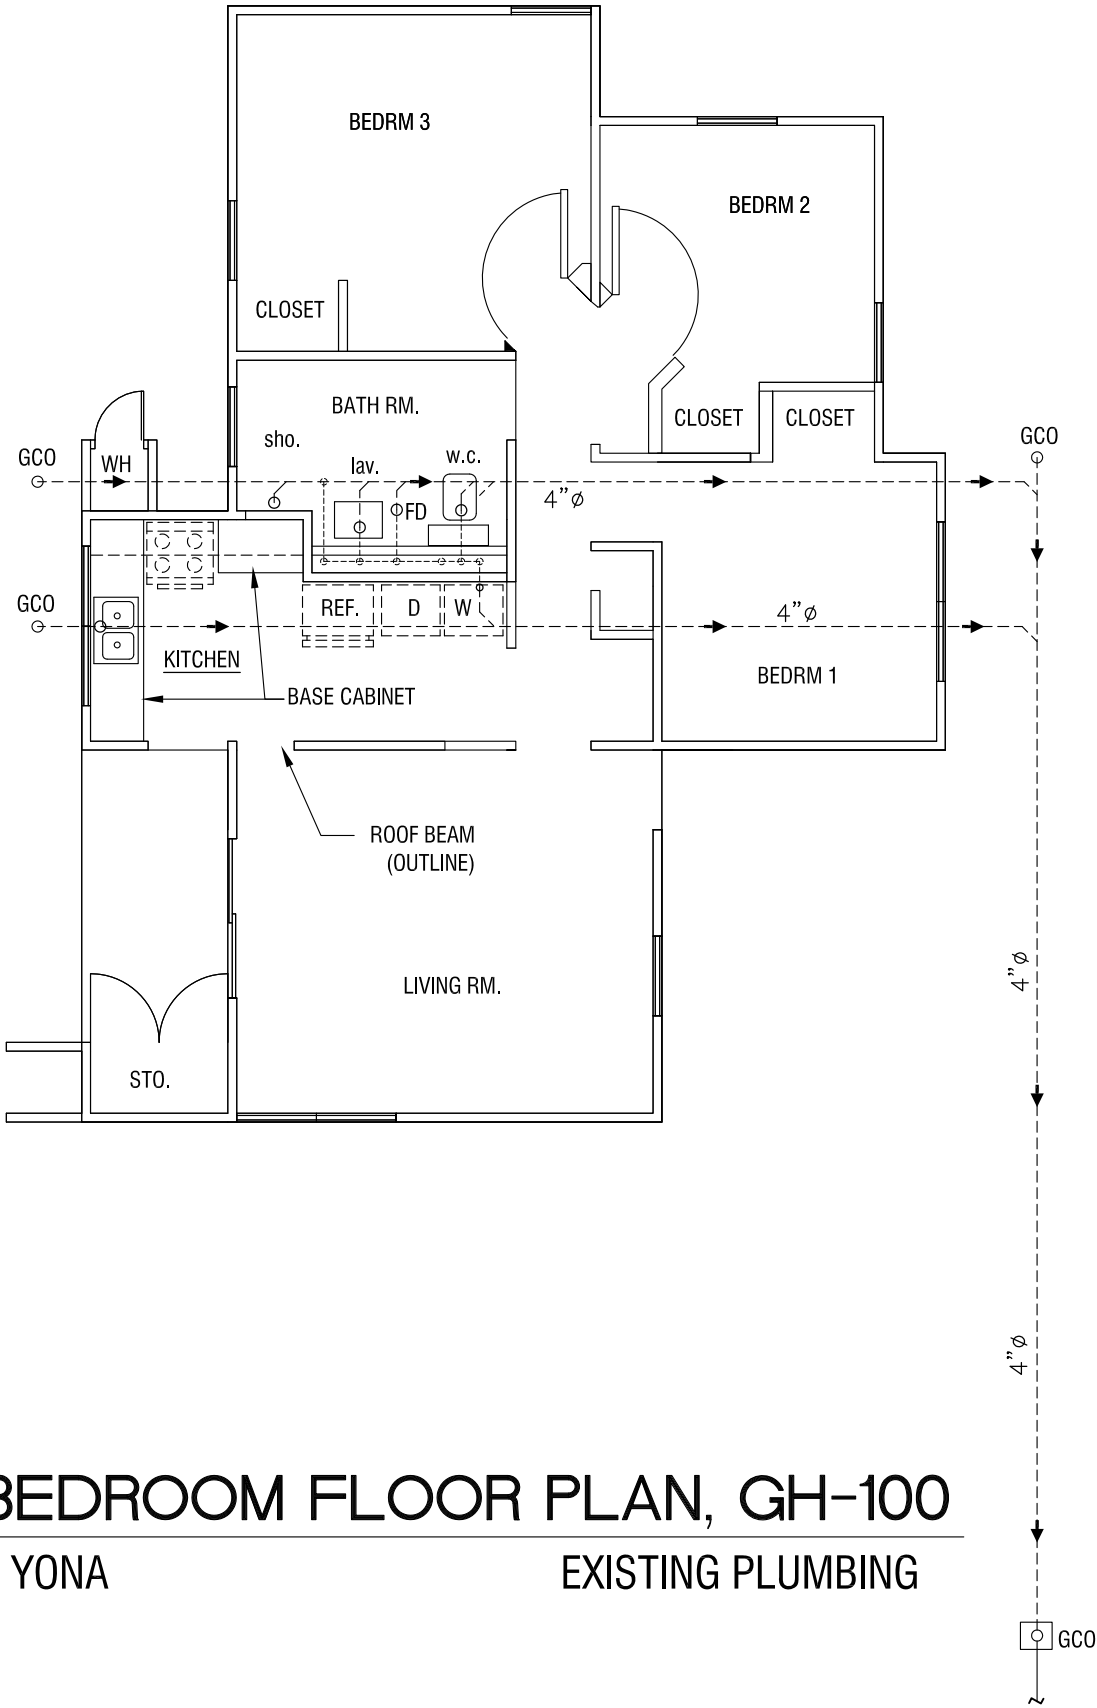 BEDRM 3
BEDRM 2
CLOSET
BATH RM.
CLOSET
CLOSET
sho.
GCO
GCO
WH
lav.
w.c.
4"ø
FD
GCO
REF.
D
W
4"ø
KITCHEN
BEDRM 1
BASE CABINET
ROOF BEAM
(OUTLINE)
LIVING RM.
4"ø
STO.
4"ø
BEDROOM FLOOR PLAN, GH-100
YONA
EXISTING PLUMBING
GCO